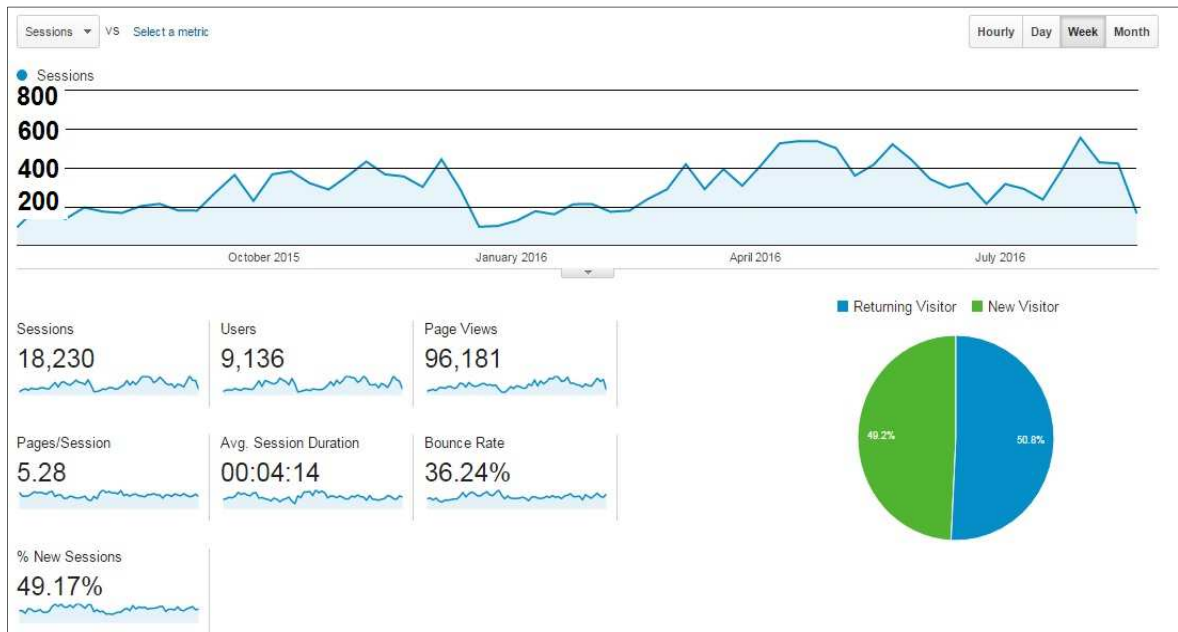 Sessions VS Select a metric Hourly Day Week Month
Sessions
800
600
400
200
October 2015 January 2016 April 2016 July 2016
Returning Visitor New Visitor
Sessions Users Page Views
18,230 9,136 96,181
49.2% 50.8%
Pages/Session Avg. Session Duration Bounce Rate
5.28 00:04:14 36.24%
% New Sessions
49.17%